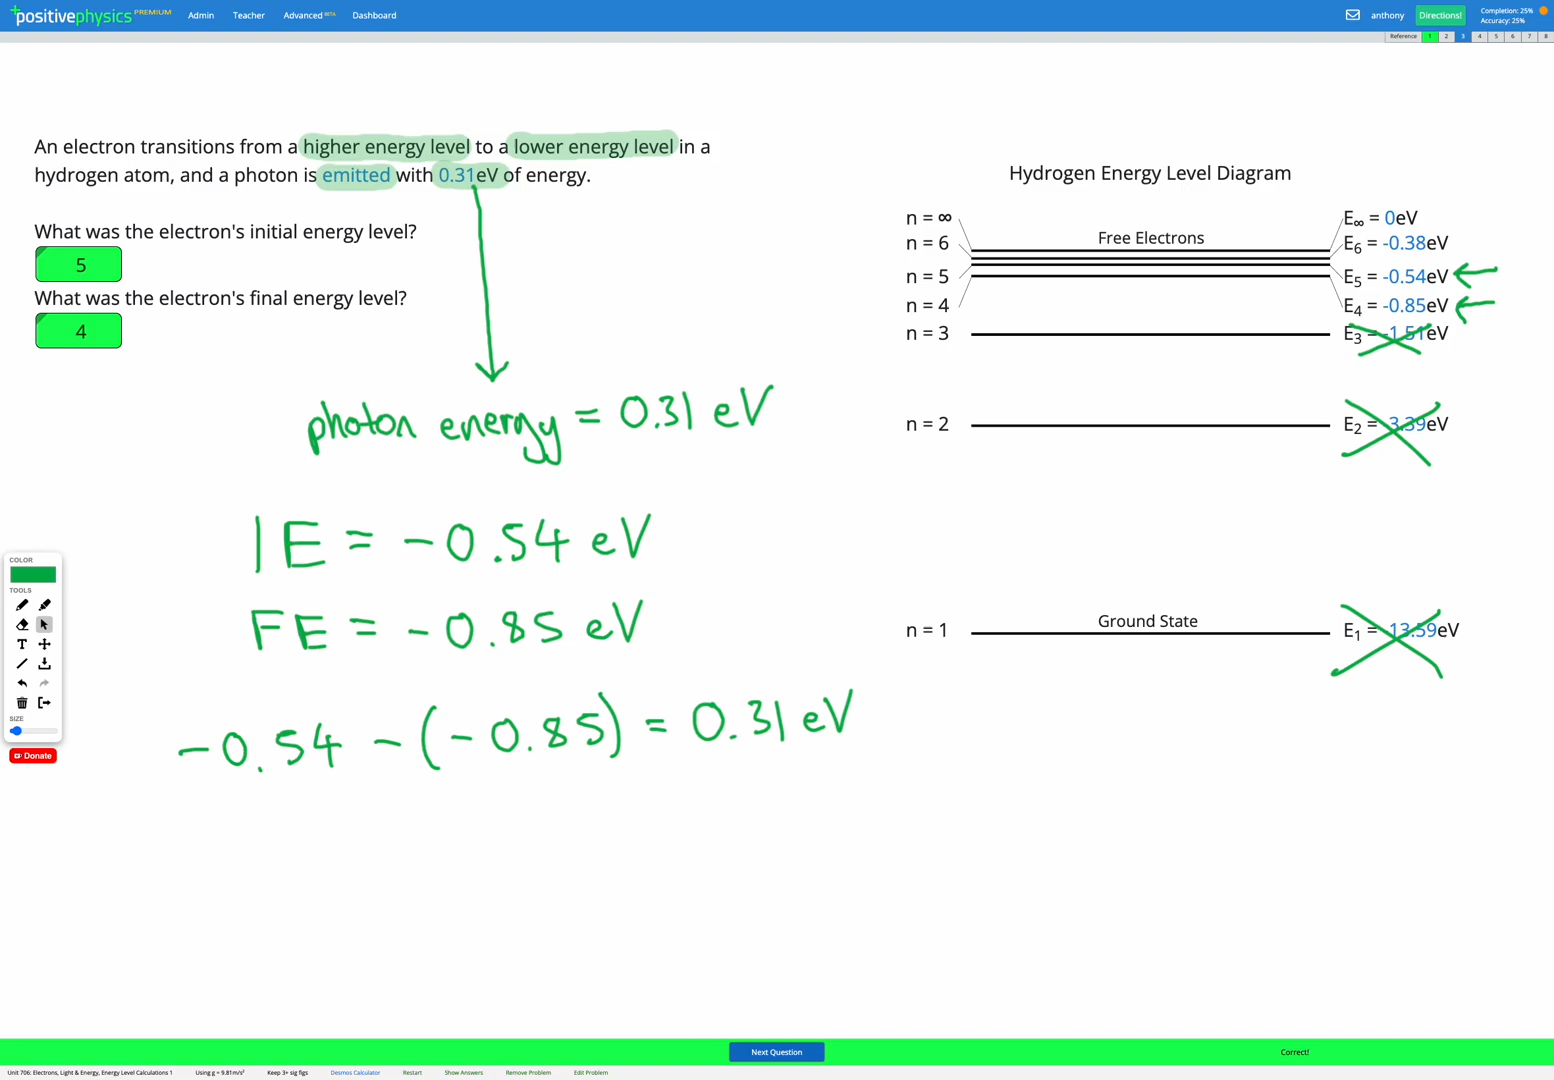 positivephysics PREMIUM Admin Teacher Advanced BETA Dashboard anthony Directions! Completion: 25%
Accuracy: 25%
Reference 1 2 3 4 5 6 7 8
An electron transitions from a higher energy level to a lower energy level in a
hydrogen atom, and a photon is emitted with 0.31eV of energy.
What was the electron's initial energy level?
5
What was the electron's final energy level?
4
photon energy = 0.31 eV
IE = -0.54 eV
FE = -0.85 eV
-0.54 - (-0.85) = 0.31 eV
Hydrogen Energy Level Diagram
n = ∞ E∞ = 0eV
Free Electrons
n = 6 E6 = -0.38eV
n = 5 E5 = -0.54eV
n = 4 E4 = -0.85eV
n = 3 E3 = -1.51eV
n = 2 E2 = -3.39eV
Ground State
n = 1 E1 = -13.59eV
COLOR
TOOLS
T
SIZE
Donate
Next Question Correct!
Unit 706: Electrons, Light & Energy, Energy Level Calculations 1 Using g = 9.81m/s² Keep 3+ sig figs Desmos Calculator Restart Show Answers Remove Problem Edit Problem